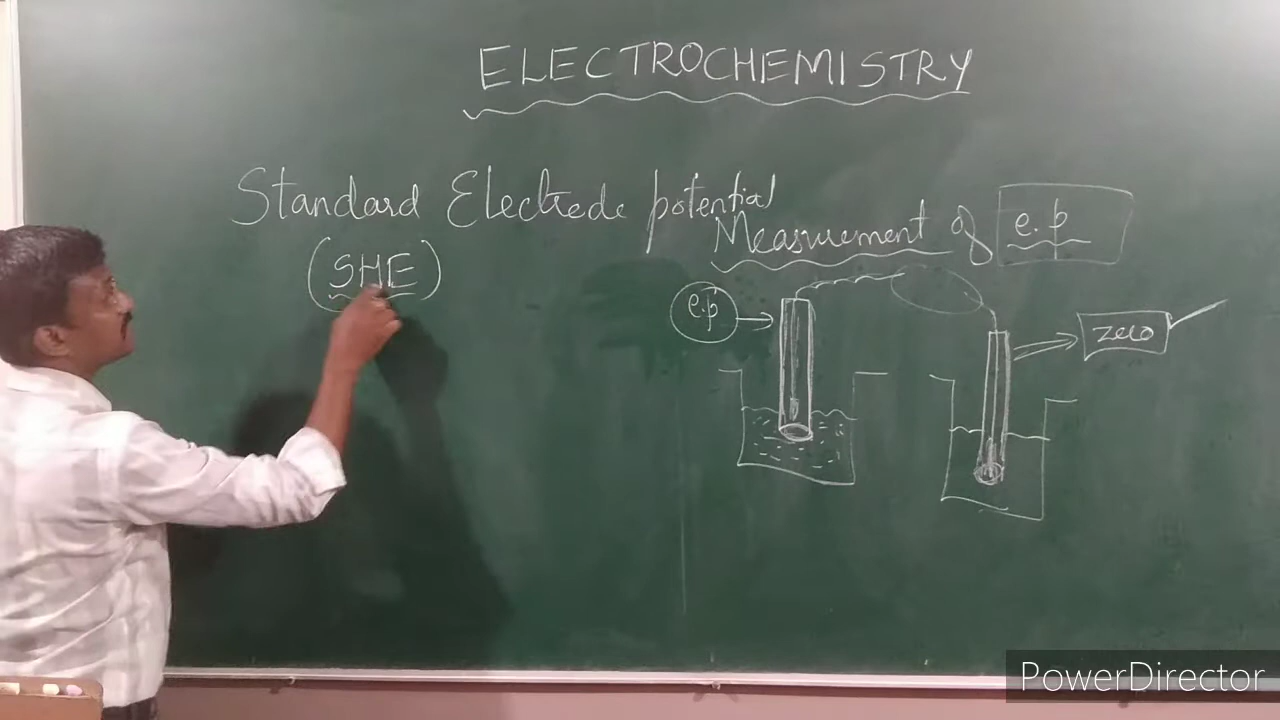 ELECTROCHEMISTRY
Standard Electrode potential
(SHE)
Measurement of e.p
e.p
zero
PowerDirector